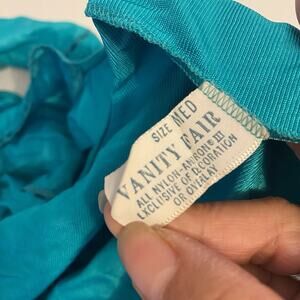 SIZE MED
VANITY FAIR
ALL NYLON-ANTRON® III
EXCLUSIVE OF DECORATION
OR OVERLAY